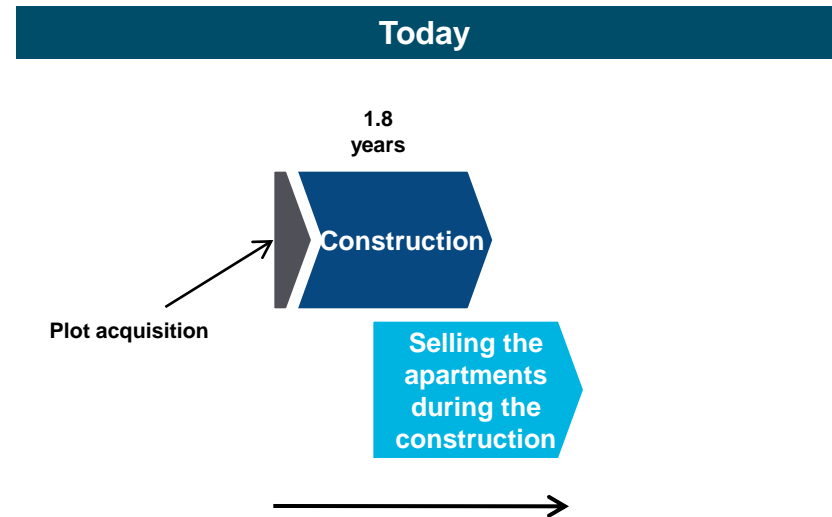 Today
1.8
years
Construction
Plot acquisition
Selling the
apartments
during the
construction